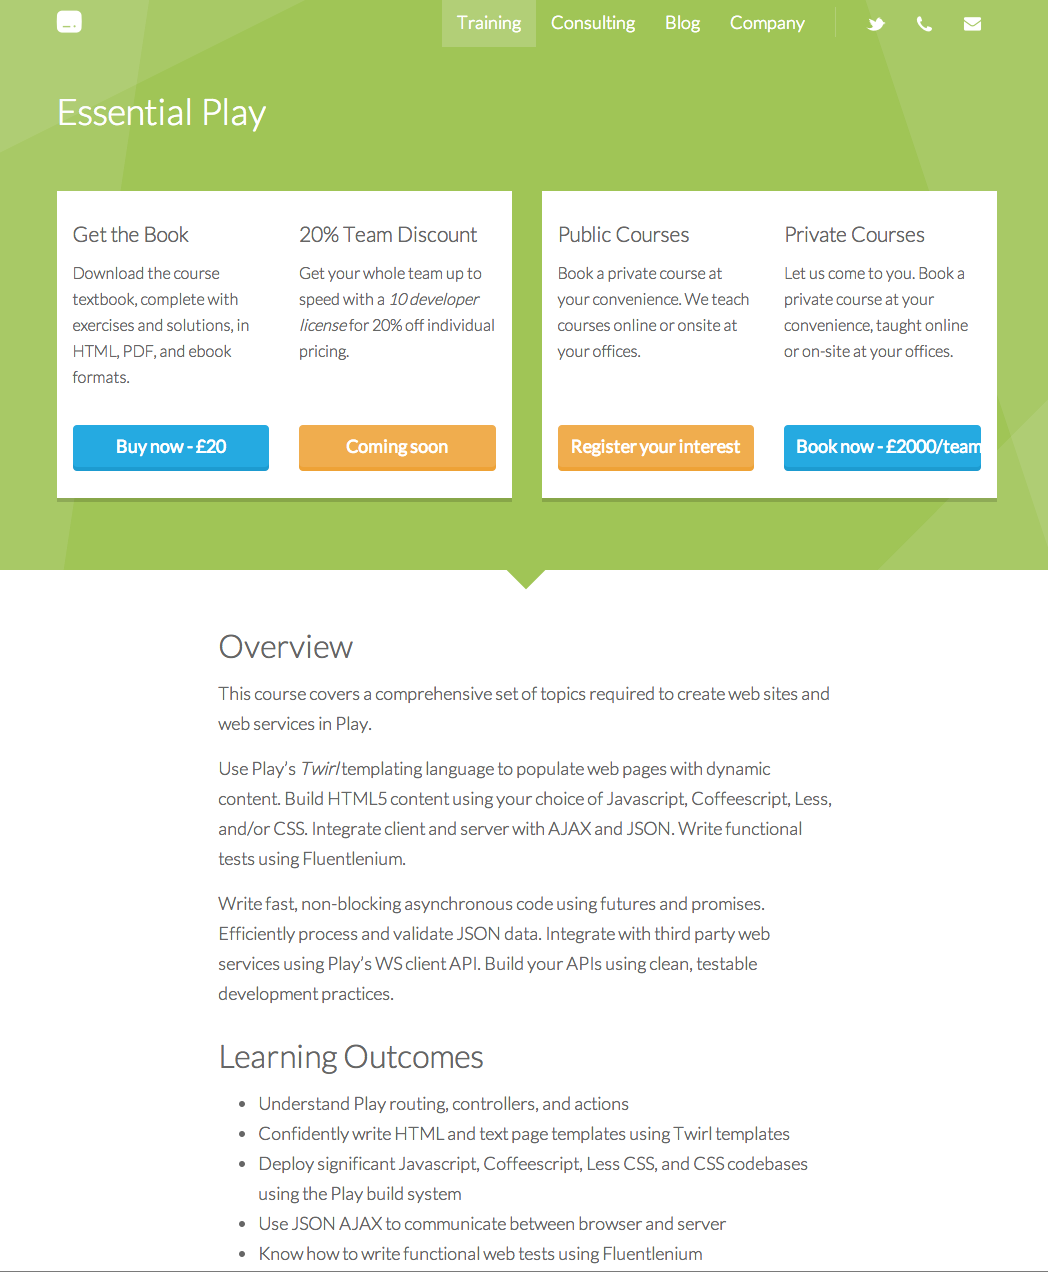 Training
Consulting
Blog
Company
Essential Play
Get the Book
Download the course
textbook, complete with
exercises and solutions, in
HTML, PDF, and ebook
formats.
Buy now - £20
20% Team Discount
Get your whole team up to
speed with a 10 developer
license for 20% off individual
pricing.
Coming soon
Public Courses
Book a private course at
your convenience. We teach
courses online or onsite at
your offices.
Register your interest
Private Courses
Let us come to you. Book a
private course at your
convenience, taught online
or on-site at your offices.
Book now - £2000/team
Overview
This course covers a comprehensive set of topics required to create web sites and
web services in Play.
Use Play's Twirl templating language to populate web pages with dynamic
content. Build HTML5 content using your choice of Javascript, Coffeescript, Less,
and/or CSS. Integrate client and server with AJAX and JSON. Write functional
tests using Fluentlenium.
Write fast, non-blocking asynchronous code using futures and promises.
Efficiently process and validate JSON data. Integrate with third party web
services using Play's WS client API. Build your APIs using clean, testable
development practices.
Learning Outcomes
• Understand Play routing, controllers, and actions
• Confidently write HTML and text page templates using Twirl templates
• Deploy significant Javascript, Coffeescript, Less CSS, and CSS codebases
using the Play build system
• Use JSON AJAX to communicate between browser and server
• Know how to write functional web tests using Fluentlenium